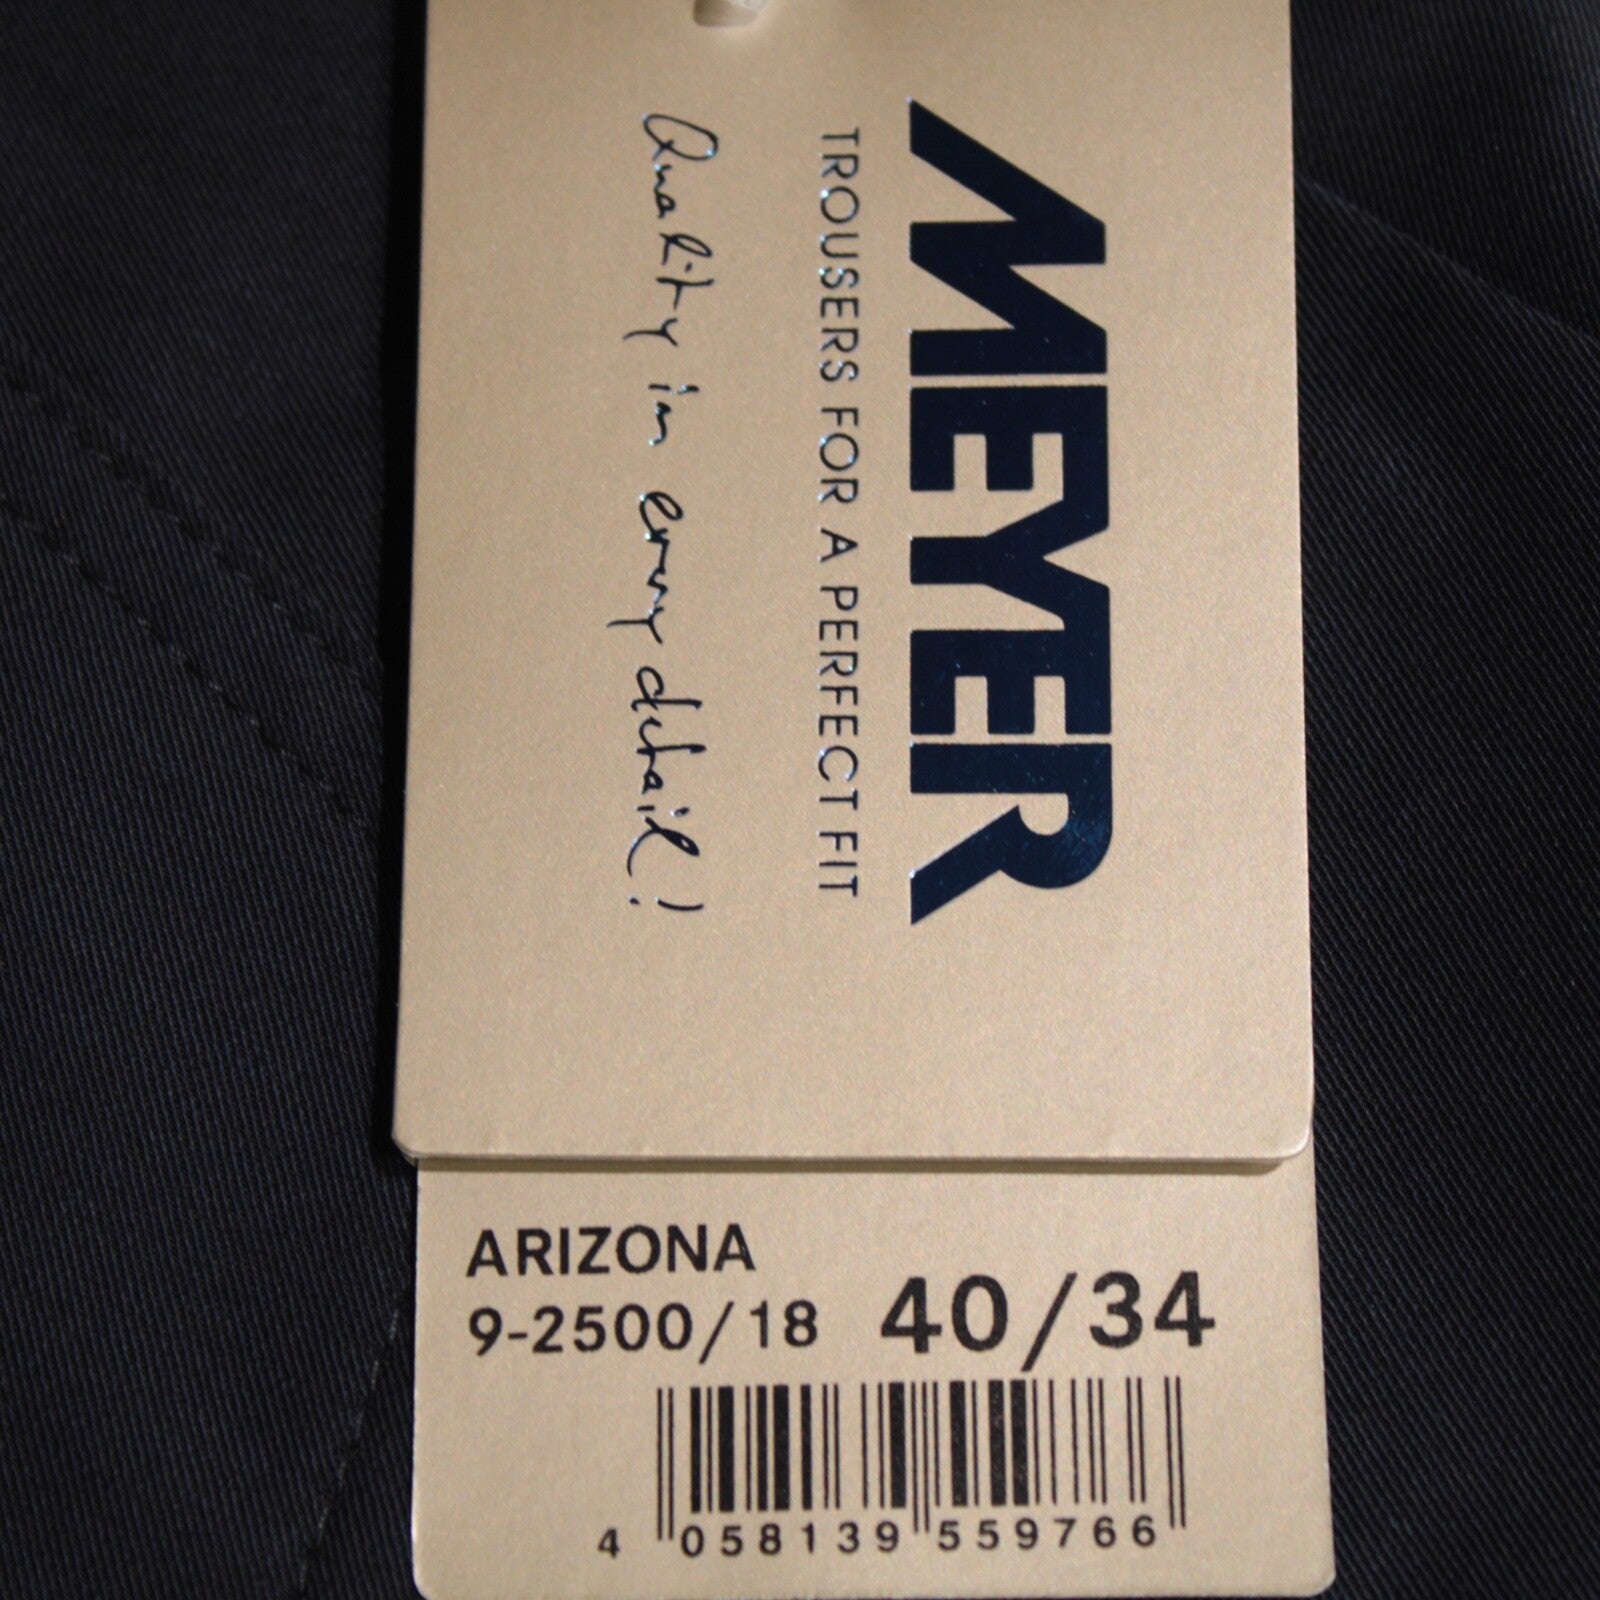 MEYER
TROUSERS FOR A PERFECT FIT
Quality in every detail!
ARIZONA
9-2500/18 40/34
4 058139 559766